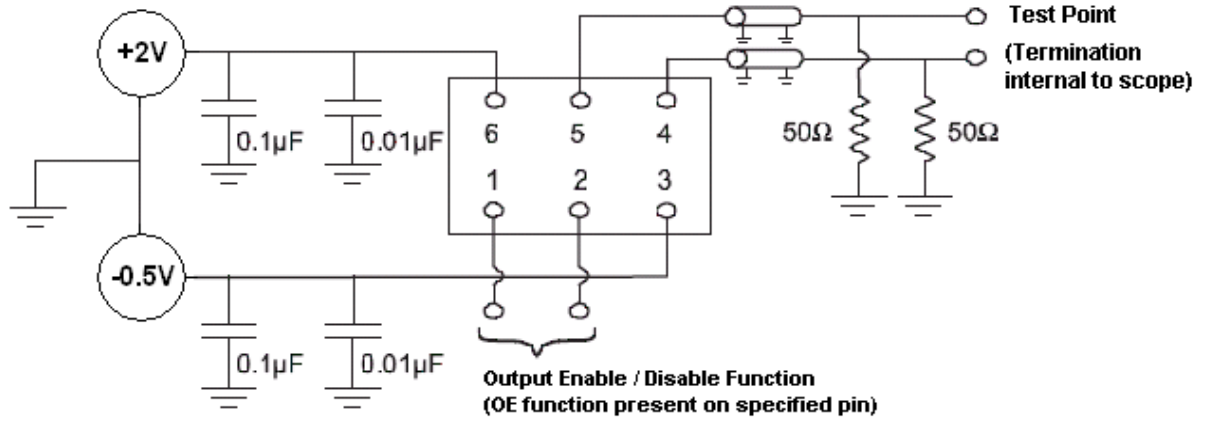 +2V
Test Point
(Termination
internal to scope)
0.1µF
0.01µF
6
5
4
50Ω
50Ω
1
2
3
-0.5V
0.1µF
0.01µF
Output Enable / Disable Function
(OE function present on specified pin)